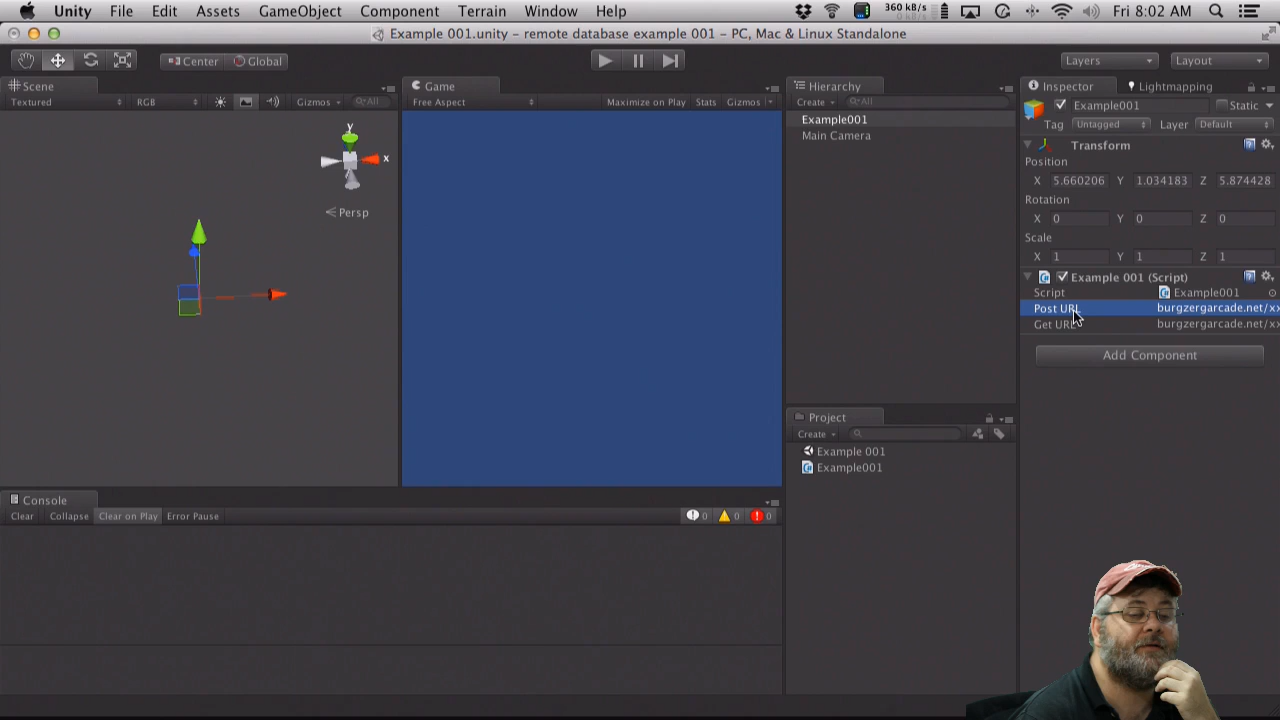 Unity File Edit Assets GameObject Component Terrain Window Help 360 kB/s 0 kB/s Fri 8:02 AM
Example 001.unity – remote database example 001 – PC, Mac & Linux Standalone
Center Global Layers Layout
Scene Game Hierarchy Inspector Lightmapping
Textured RGB Gizmos All Free Aspect Maximize on Play Stats Gizmos Create All Example001 Static
Example001 Tag Untagged Layer Default
Main Camera
y
x
Persp
Transform
Position
X 5.660206 Y 1.034183 Z 5.874428
Rotation
X 0 Y 0 Z 0
Scale
X 1 Y 1 Z 1
Example 001 (Script)
Script Example001
Post URL burgzergarcade.net/x
Get URL burgzergarcade.net/x
Add Component
Project
Create
Example 001
Example001
Console
Clear Collapse Clear on Play Error Pause 0 0 0